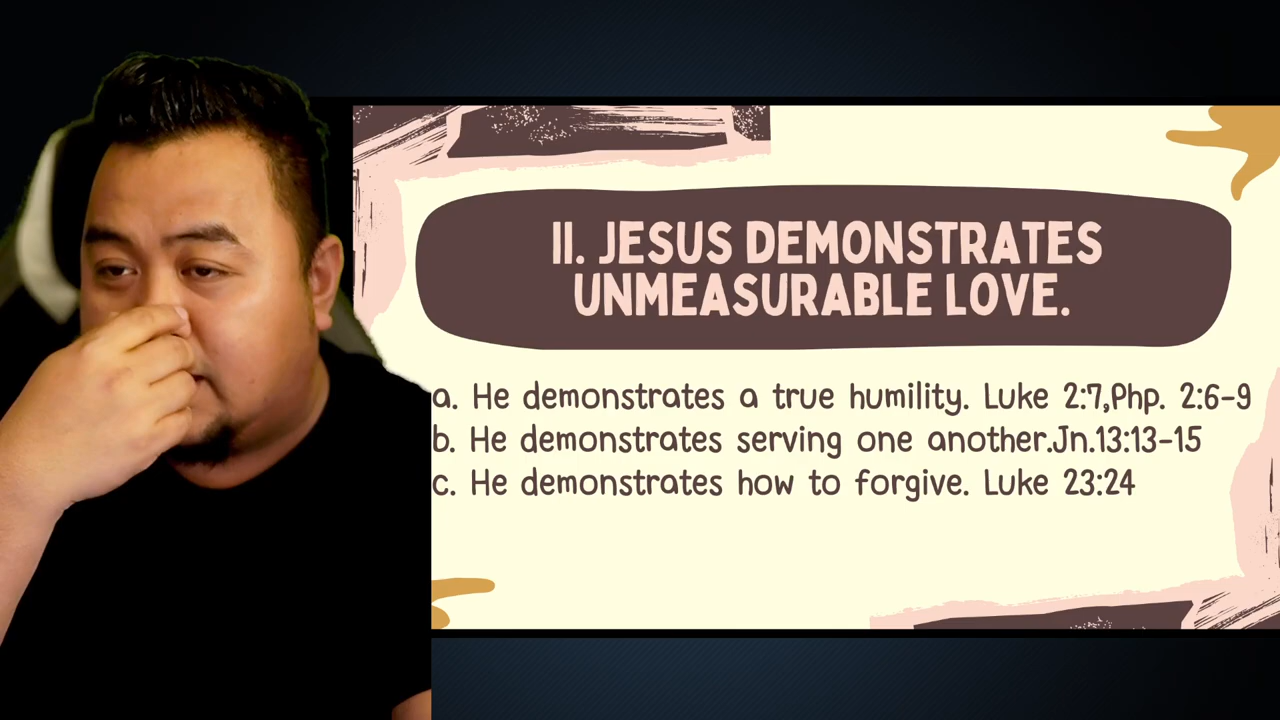 II. JESUS DEMONSTRATES
UNMEASURABLE LOVE.
a. He demonstrates a true humility. Luke 2:7,Php. 2:6-9
b. He demonstrates serving one another.Jn.13:13-15
c. He demonstrates how to forgive. Luke 23:24